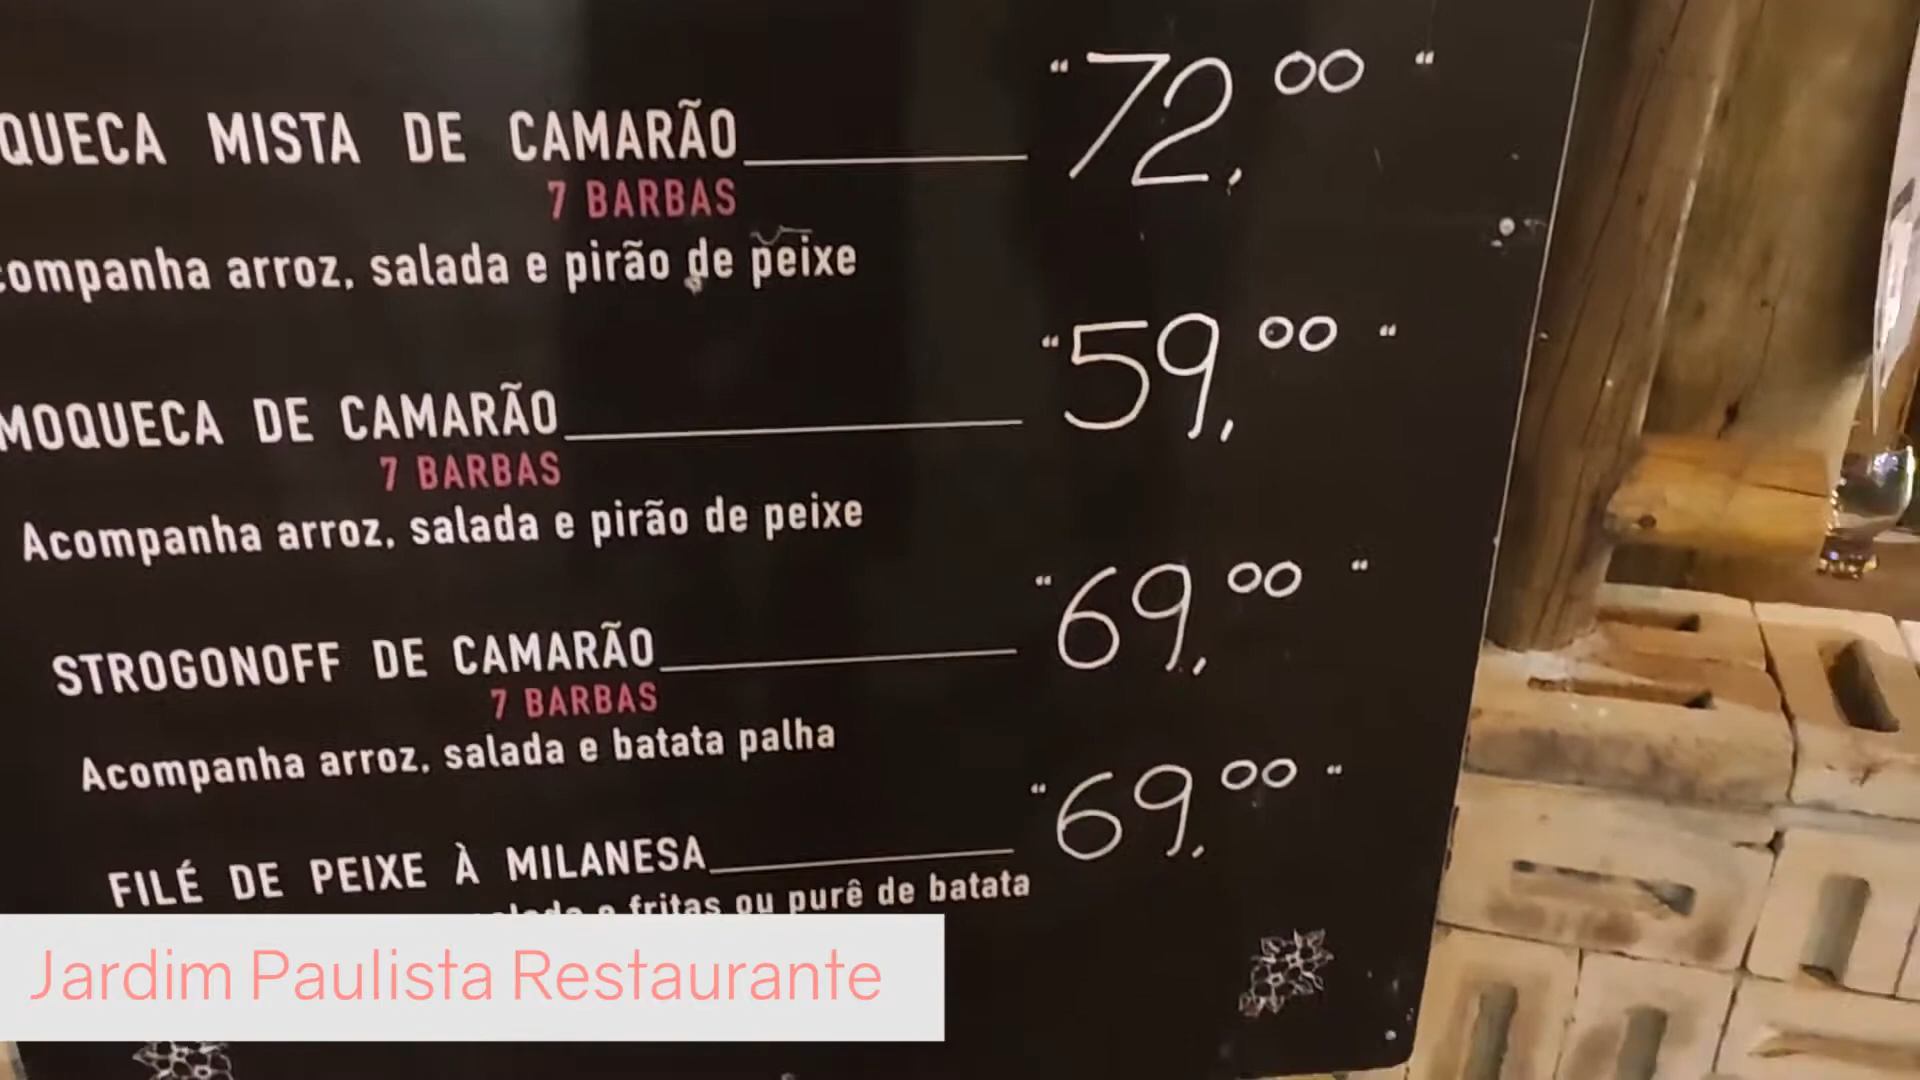 QUECA MISTA DE CAMARÃO "72,00"
7 BARBAS
companha arroz, salada e pirão de peixe
MOQUECA DE CAMARÃO "59,00"
7 BARBAS
Acompanha arroz, salada e pirão de peixe
STROGONOFF DE CAMARÃO "69,00"
7 BARBAS
Acompanha arroz, salada e batata palha
FILÉ DE PEIXE À MILANESA "69,00"
salada e fritas ou purê de batata
Jardim Paulista Restaurante